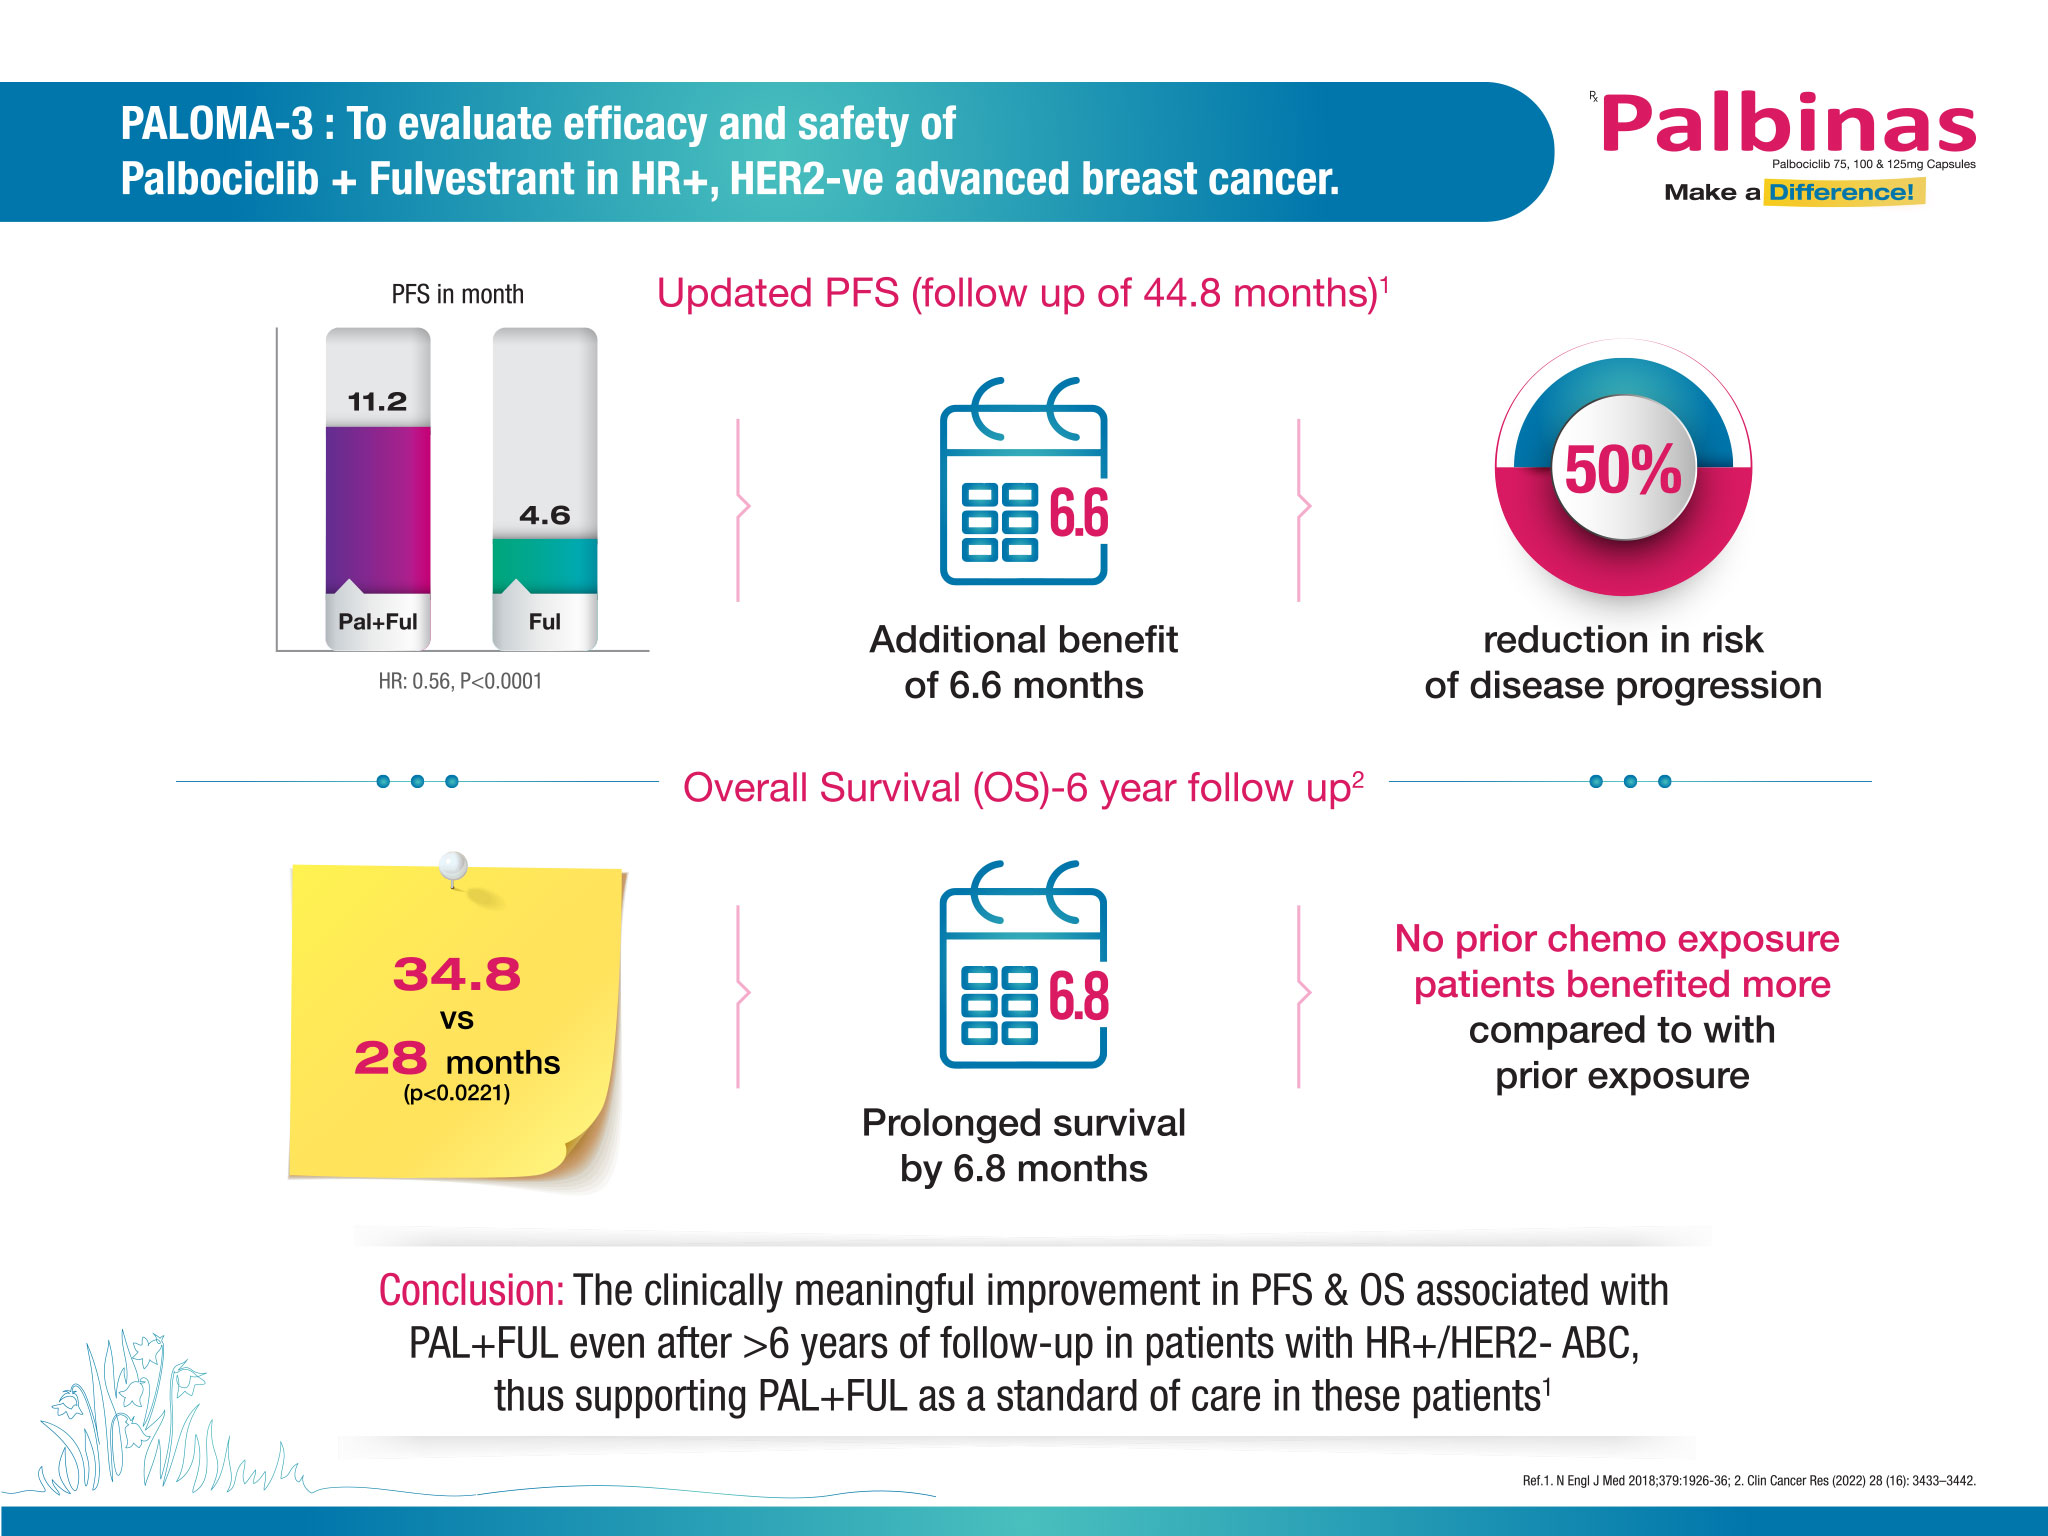 PALOMA-3 : To evaluate efficacy and safety of
Palbociclib + Fulvestrant in HR+, HER2-ve advanced breast cancer.
Rx Palbinas
Palbociclib 75, 100 & 125mg Capsules
Make a Difference!
Updated PFS (follow up of 44.8 months)¹
PFS in month
11.2
4.6
Pal+Ful
Ful
HR: 0.56, P<0.0001
6.6
Additional benefit
of 6.6 months
50%
reduction in risk
of disease progression
Overall Survival (OS)-6 year follow up²
34.8
vs
28 months
(p<0.0221)
6.8
Prolonged survival
by 6.8 months
No prior chemo exposure
patients benefited more
compared to with
prior exposure
Conclusion: The clinically meaningful improvement in PFS & OS associated with
PAL+FUL even after >6 years of follow-up in patients with HR+/HER2- ABC,
thus supporting PAL+FUL as a standard of care in these patients¹
Ref.1. N Engl J Med 2018;379:1926-36; 2. Clin Cancer Res (2022) 28 (16): 3433–3442.